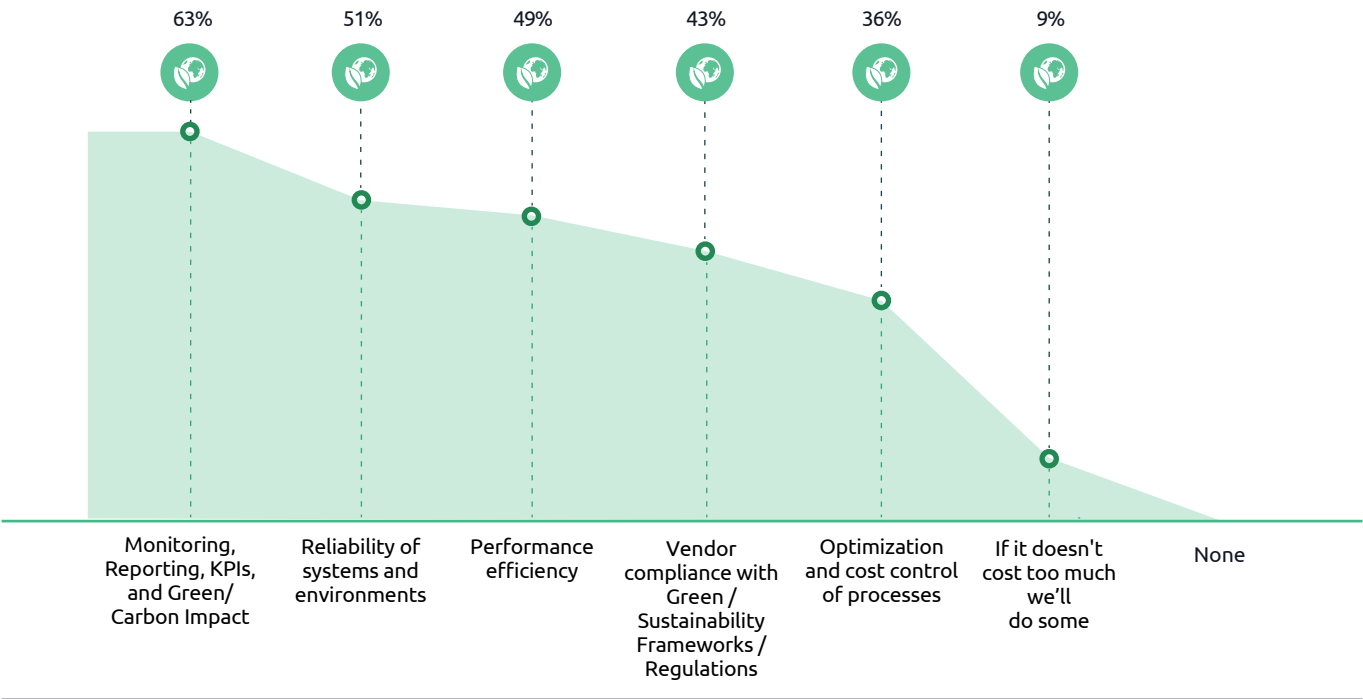 63%
51%
49%
43%
36%
9%
Monitoring,
Reporting, KPIs,
and Green/
Carbon Impact
Reliability of
systems and
environments
Performance
efficiency
Vendor
compliance with
Green /
Sustainability
Frameworks /
Regulations
Optimization
and cost control
of processes
If it doesn't
cost too much
we’ll
do some
None